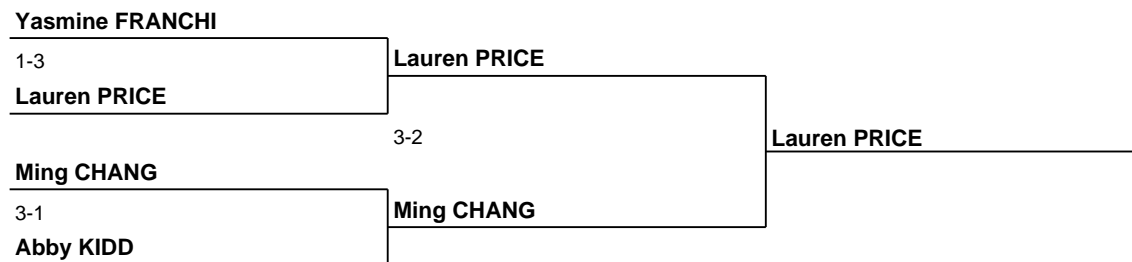 Yasmine FRANCHI
1-3
Lauren PRICE
Lauren PRICE
3-2
Lauren PRICE
Ming CHANG
3-1
Ming CHANG
Abby KIDD